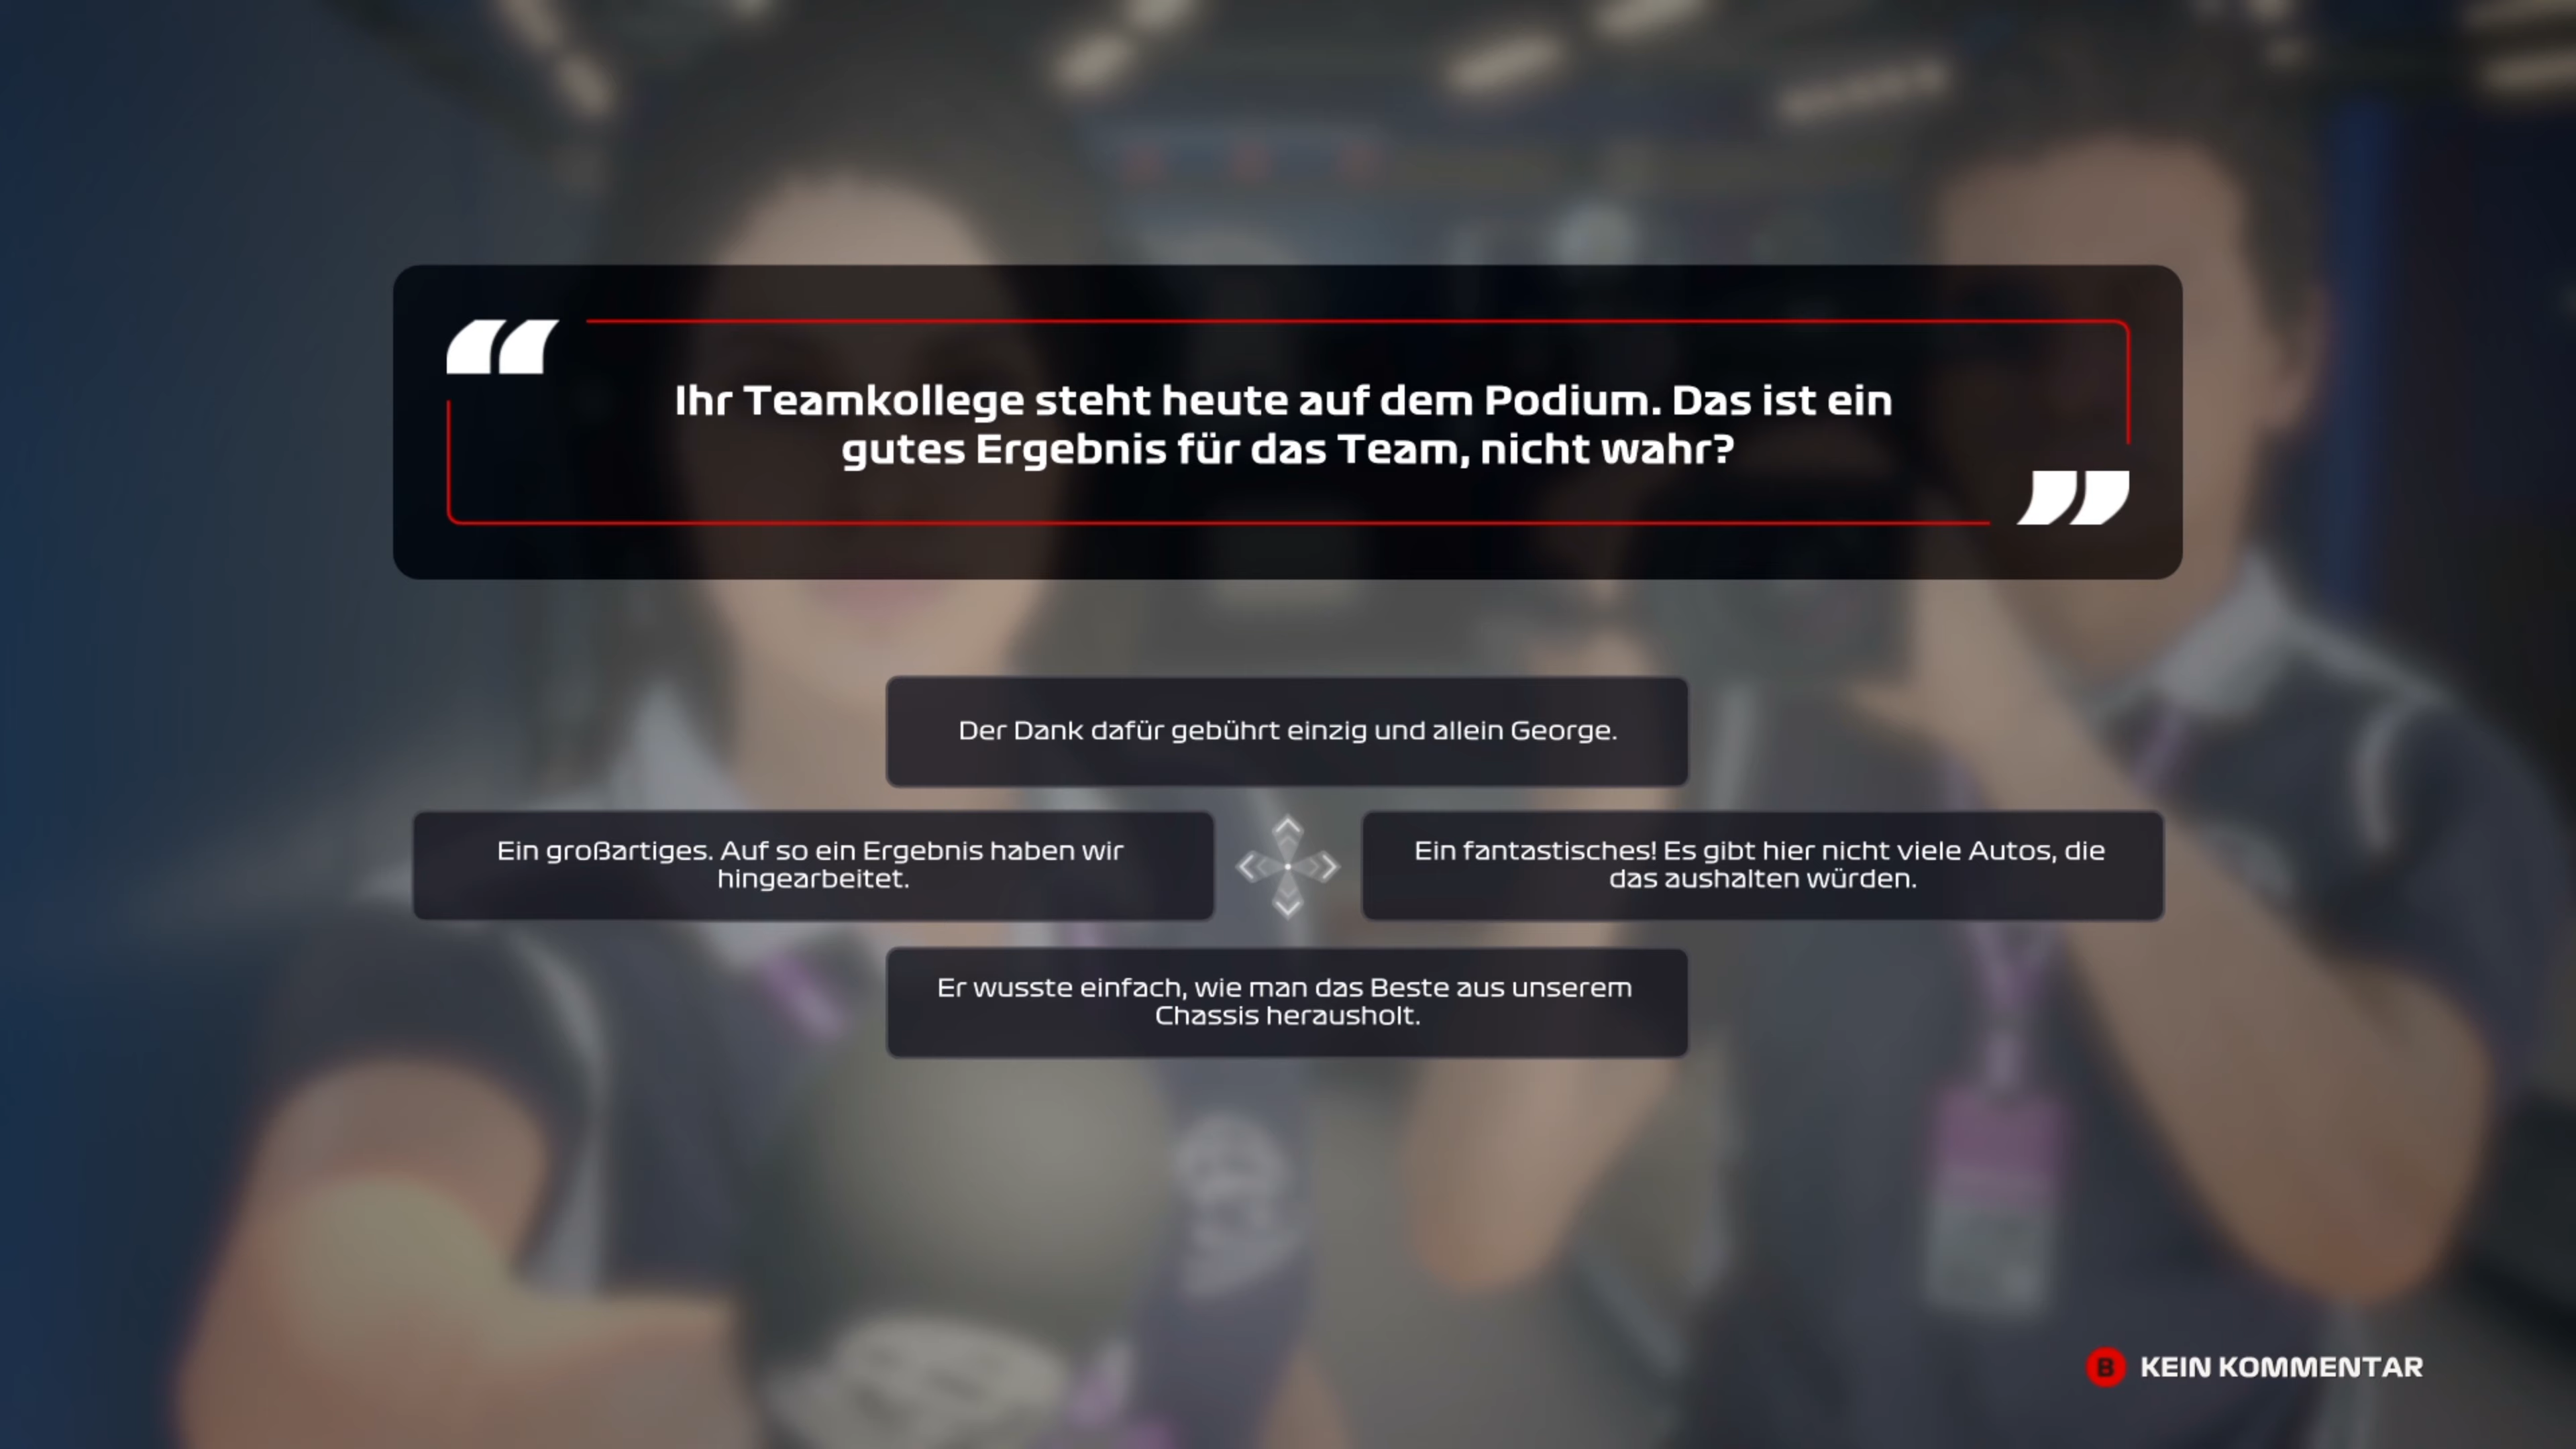 Ihr Teamkollege steht heute auf dem Podium. Das ist ein
gutes Ergebnis für das Team, nicht wahr?
Der Dank dafür gebührt einzig und allein George.
Ein großartiges. Auf so ein Ergebnis haben wir
hingearbeitet.
Ein fantastisches! Es gibt hier nicht viele Autos, die
das aushalten würden.
Er wusste einfach, wie man das Beste aus unserem
Chassis herausholt.
B KEIN KOMMENTAR